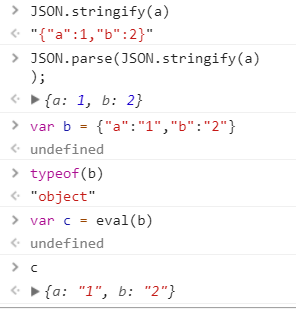 > JSON.stringify(a)
< "{"a":1,"b":2}"
> JSON.parse(JSON.stringify(a)
);
< ▶{a: 1, b: 2}
> var b = {"a":"1","b":"2"}
< undefined
> typeof(b)
< "object"
> var c = eval(b)
< undefined
> c
< ▶{a: "1", b: "2"}